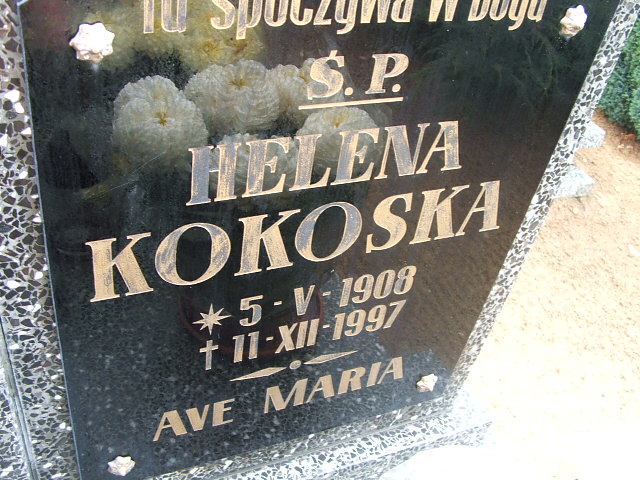 Tu spoczywa w Bogu
Ś. P.
HELENA
KOKOSKA
* 5-V-1908
† 11-XII-1997
AVE MARIA